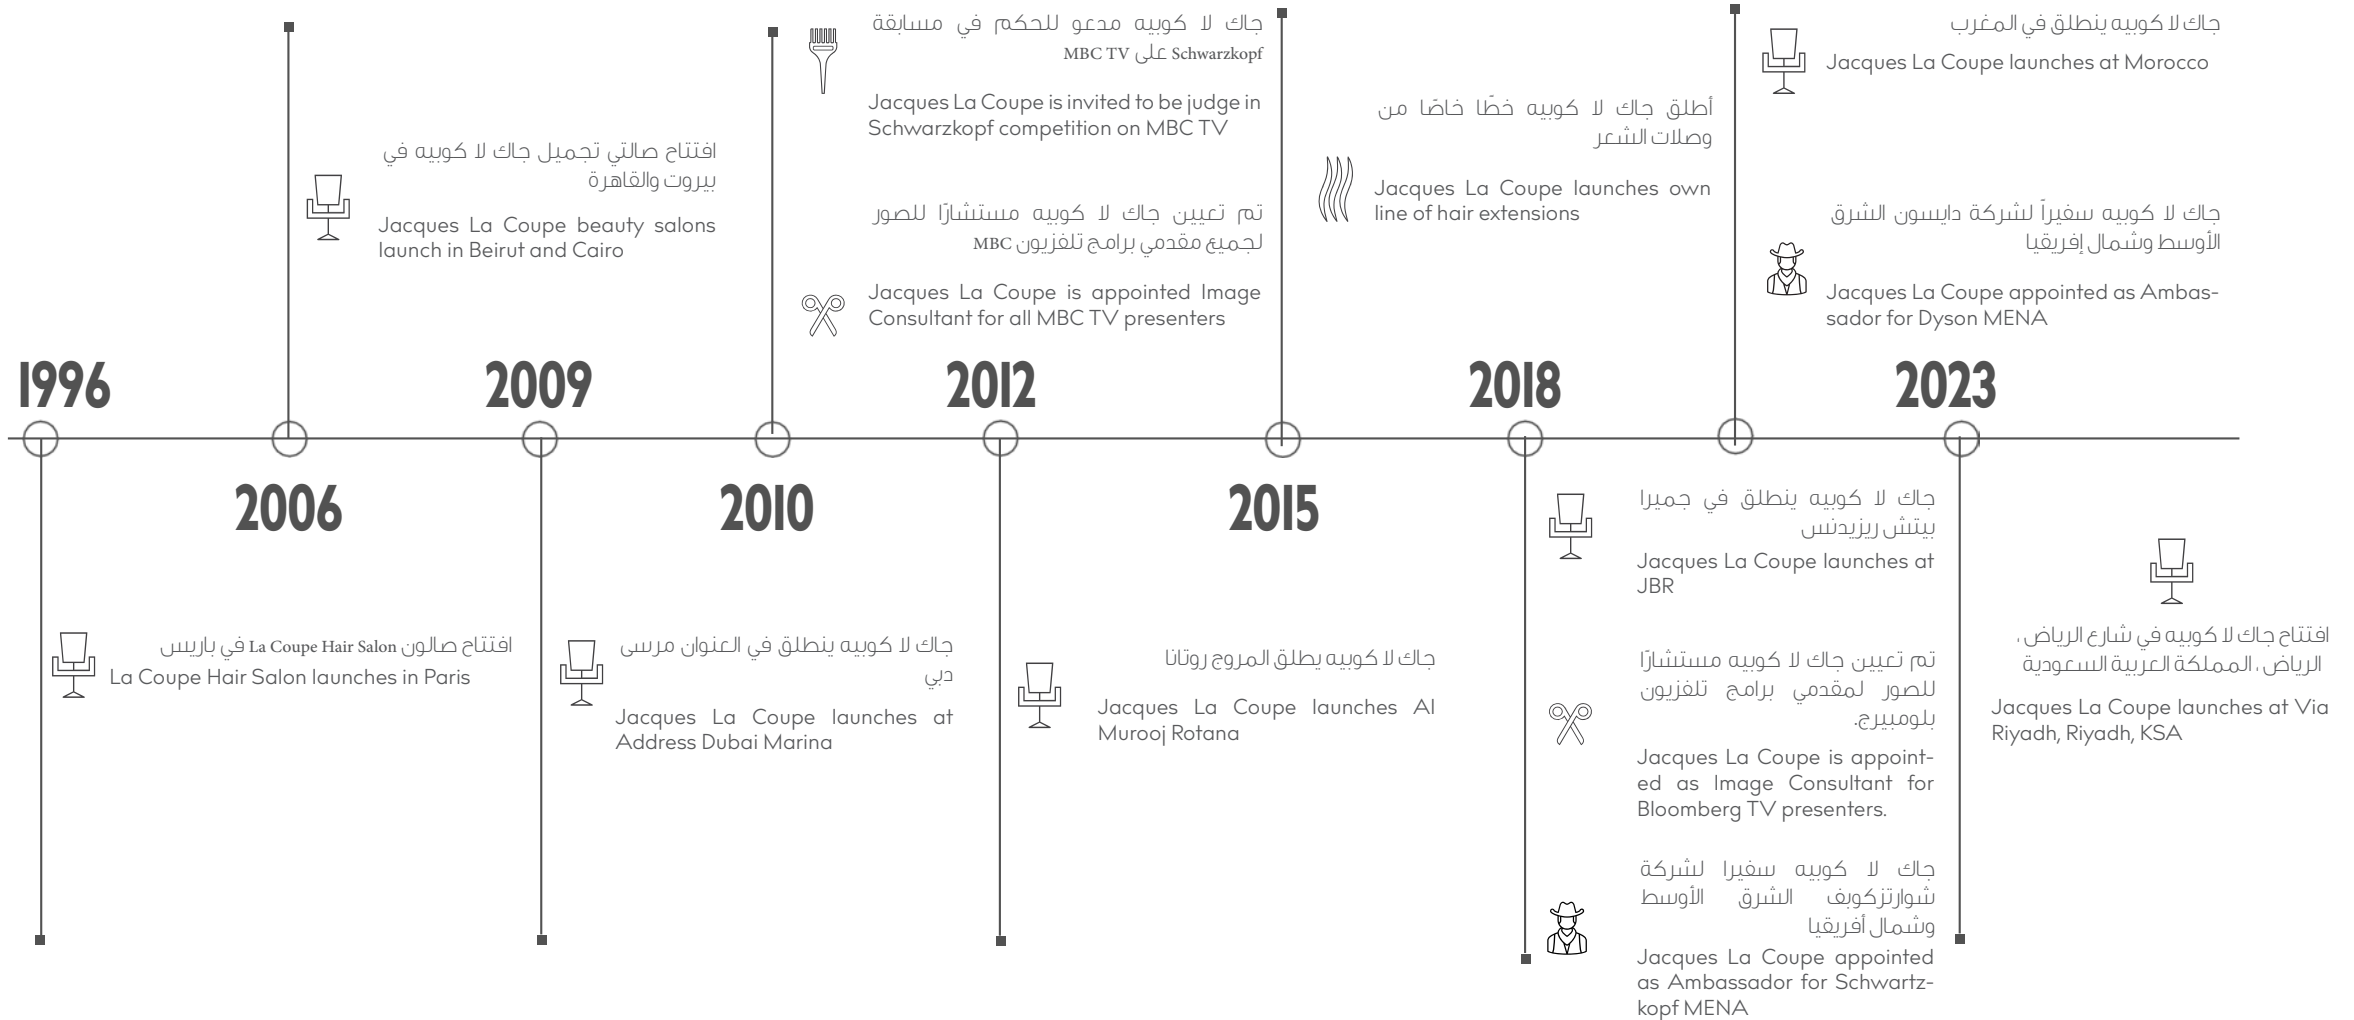 1996
افتتاح صالون La Coupe Hair Salon في باريس
La Coupe Hair Salon launches in Paris
2006
افتتاح صالتي تجميل جاك لا كوبيه في
بيروت والقاهرة
Jacques La Coupe beauty salons
launch in Beirut and Cairo
2009
جاك لا كوبيه ينطلق في العنوان مرسى
دبي
Jacques La Coupe launches at
Address Dubai Marina
2010
جاك لا كوبيه مدعو للحكم في مسابقة
Schwarzkopf على MBC TV
Jacques La Coupe is invited to be judge in
Schwarzkopf competition on MBC TV
تم تعيين جاك لا كوبيه مستشارًا للصور
لجميع مقدمي برامج تلفزيون MBC
Jacques La Coupe is appointed Image
Consultant for all MBC TV presenters
2012
جاك لا كوبيه يطلق المروج روتانا
Jacques La Coupe launches Al
Murooj Rotana
2015
أطلق جاك لا كوبيه خطًا خاصًا من
وصلات الشعر
Jacques La Coupe launches own
line of hair extensions
2018
جاك لا كوبيه ينطلق في جميرا
بيتش ريزيدنس
Jacques La Coupe launches at
JBR
تم تعيين جاك لا كوبيه مستشارًا
للصور لمقدمي برامج تلفزيون
بلومبيرج.
Jacques La Coupe is appoint-
ed as Image Consultant for
Bloomberg TV presenters.
جاك لا كوبيه سفيرا لشركة
شوارتزكوبف الشرق الأوسط
وشمال أفريقيا
Jacques La Coupe appointed
as Ambassador for Schwartz-
kopf MENA
جاك لا كوبيه ينطلق في المغرب
Jacques La Coupe launches at Morocco
جاك لا كوبيه سفيراً لشركة دايسون الشرق
الأوسط وشمال إفريقيا
Jacques La Coupe appointed as Ambas-
sador for Dyson MENA
2023
افتتاح جاك لا كوبيه في شارع الرياض ،
الرياض ، المملكة العربية السعودية
Jacques La Coupe launches at Via
Riyadh, Riyadh, KSA